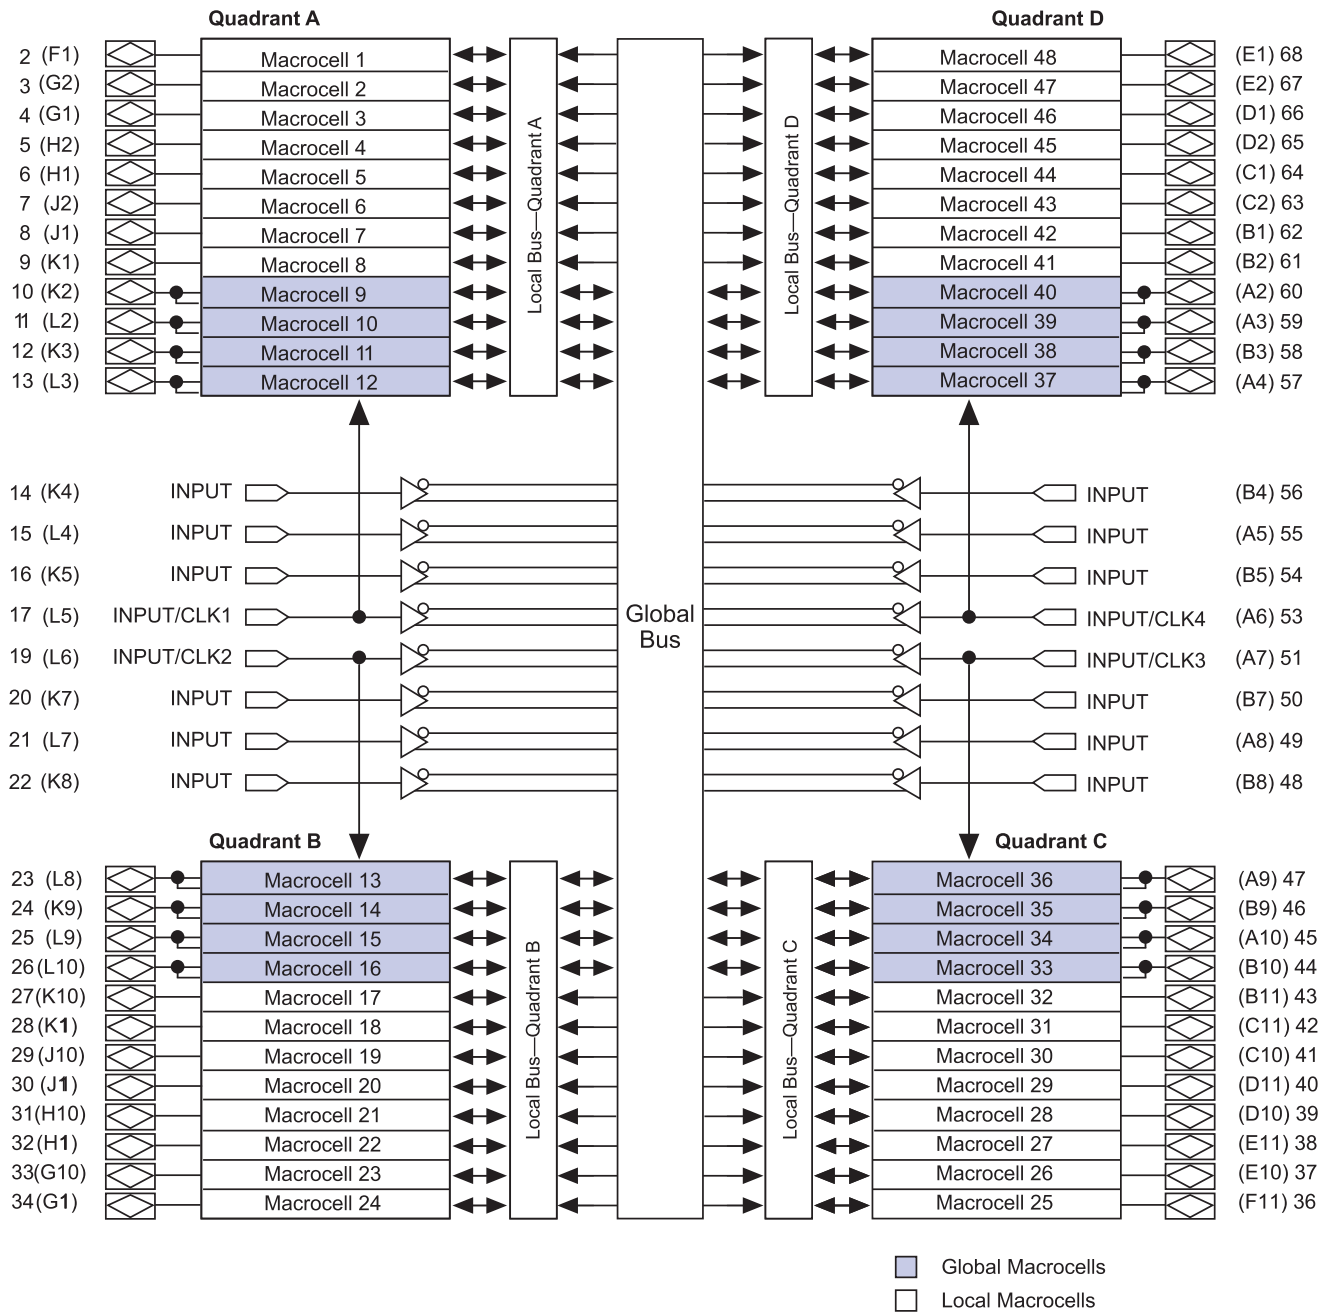 Quadrant A
Quadrant D
2 (F1) Macrocell 1 Macrocell 48 (E1) 68
3 (G2) Macrocell 2 Macrocell 47 (E2) 67
4 (G1) Macrocell 3 Macrocell 46 (D1) 66
5 (H2) Macrocell 4 Macrocell 45 (D2) 65
6 (H1) Macrocell 5 Macrocell 44 (C1) 64
7 (J2) Macrocell 6 Macrocell 43 (C2) 63
8 (J1) Macrocell 7 Macrocell 42 (B1) 62
9 (K1) Macrocell 8 Macrocell 41 (B2) 61
10 (K2) Macrocell 9 Macrocell 40 (A2) 60
11 (L2) Macrocell 10 Macrocell 39 (A3) 59
12 (K3) Macrocell 11 Macrocell 38 (B3) 58
13 (L3) Macrocell 12 Macrocell 37 (A4) 57
Local Bus—Quadrant A
Local Bus—Quadrant D
14 (K4) INPUT INPUT (B4) 56
15 (L4) INPUT INPUT (A5) 55
16 (K5) INPUT INPUT (B5) 54
17 (L5) INPUT/CLK1 INPUT/CLK4 (A6) 53
Global
Bus
19 (L6) INPUT/CLK2 INPUT/CLK3 (A7) 51
20 (K7) INPUT INPUT (B7) 50
21 (L7) INPUT INPUT (A8) 49
22 (K8) INPUT INPUT (B8) 48
Quadrant B
Quadrant C
23 (L8) Macrocell 13 Macrocell 36 (A9) 47
24 (K9) Macrocell 14 Macrocell 35 (B9) 46
25 (L9) Macrocell 15 Macrocell 34 (A10) 45
26 (L10) Macrocell 16 Macrocell 33 (B10) 44
27 (K10) Macrocell 17 Macrocell 32 (B11) 43
28 (K1) Macrocell 18 Macrocell 31 (C11) 42
29 (J10) Macrocell 19 Macrocell 30 (C10) 41
30 (J1) Macrocell 20 Macrocell 29 (D11) 40
31 (H10) Macrocell 21 Macrocell 28 (D10) 39
32 (H1) Macrocell 22 Macrocell 27 (E11) 38
33 (G10) Macrocell 23 Macrocell 26 (E10) 37
34 (G1) Macrocell 24 Macrocell 25 (F11) 36
Local Bus—Quadrant B
Local Bus—Quadrant C
Global Macrocells
Local Macrocells